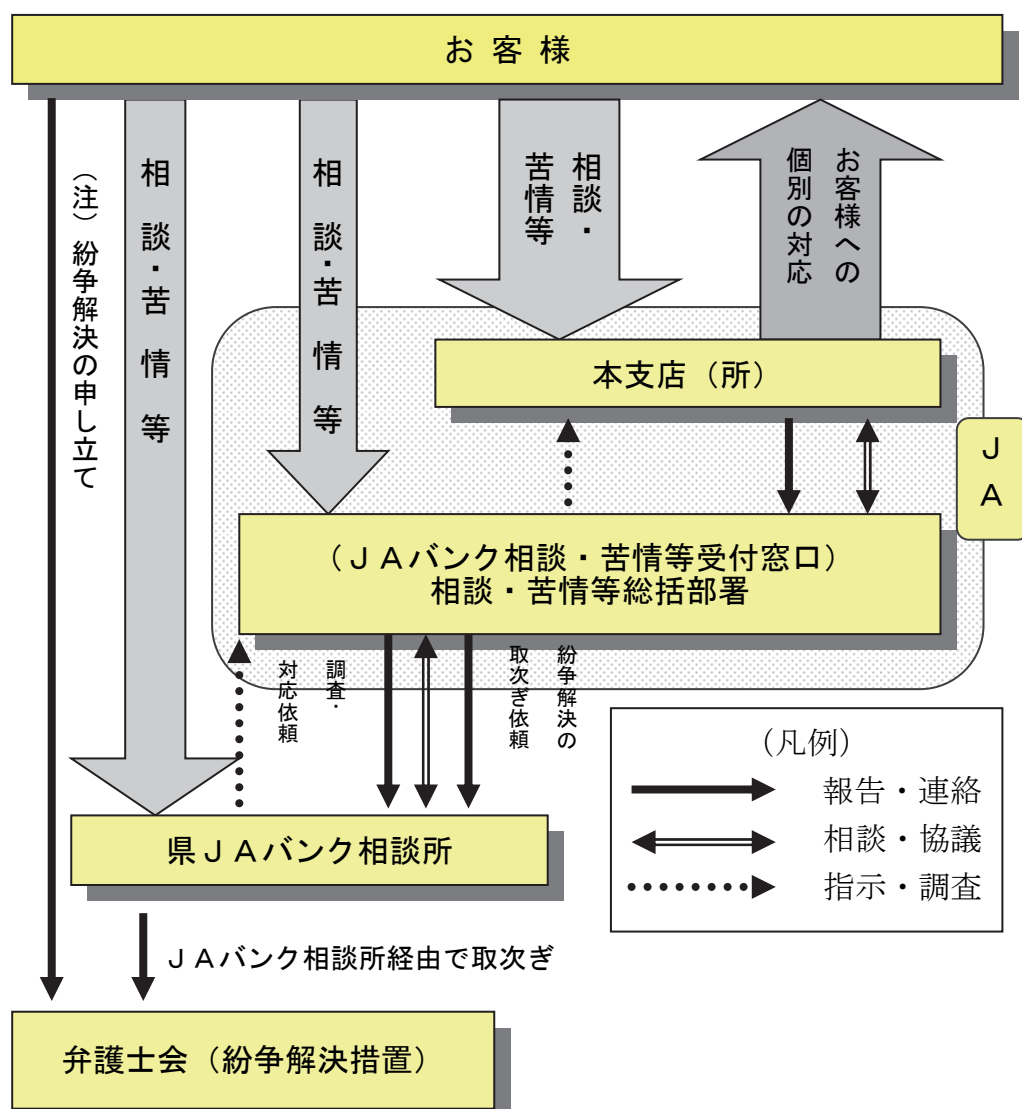 お 客 様
（注）紛争解決の申し立て
相 談・苦 情 等
相 談・苦 情 等
相談・
苦情等
お客様への
個別の対応
本支店（所）
ＪＡ
（ＪＡバンク相談・苦情等受付窓口）
相談・苦情等総括部署
調査・
対応依頼
紛争解決の
取次ぎ依頼
（凡例）
報告・連絡
相談・協議
指示・調査
県ＪＡバンク相談所
ＪＡバンク相談所経由で取次ぎ
弁護士会（紛争解決措置）